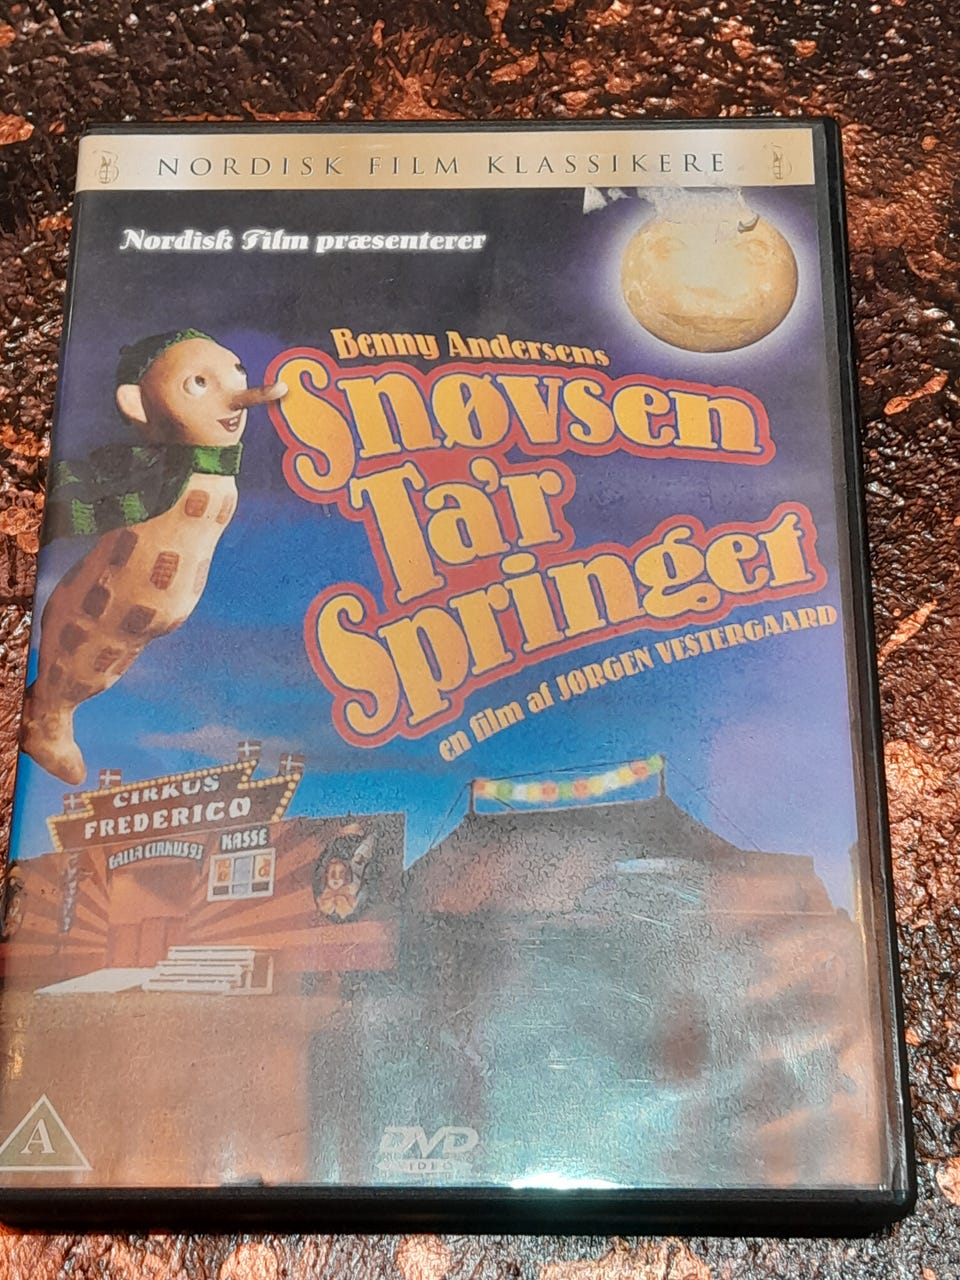 NORDISK FILM KLASSIKERE
Nordisk Film præsenterer
Benny Andersens
Snøvsen
Ta'r
Springet
en film af JØRGEN VESTERGAARD
CIRKUS
FREDERICO
GALLA CIRKUS 93
KASSE
A
DVD
VIDEO